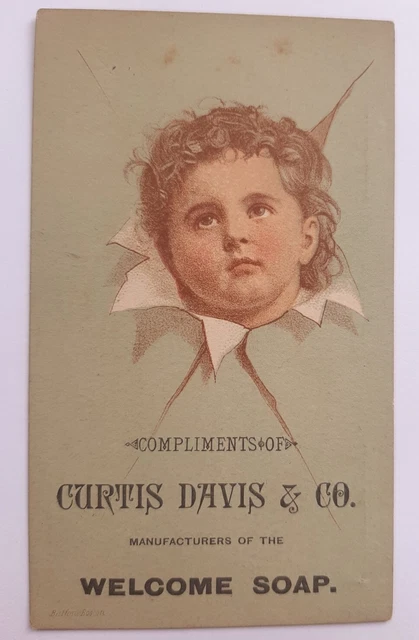 COMPLIMENTS OF
CURTIS DAVIS & CO.
MANUFACTURERS OF THE
WELCOME SOAP.